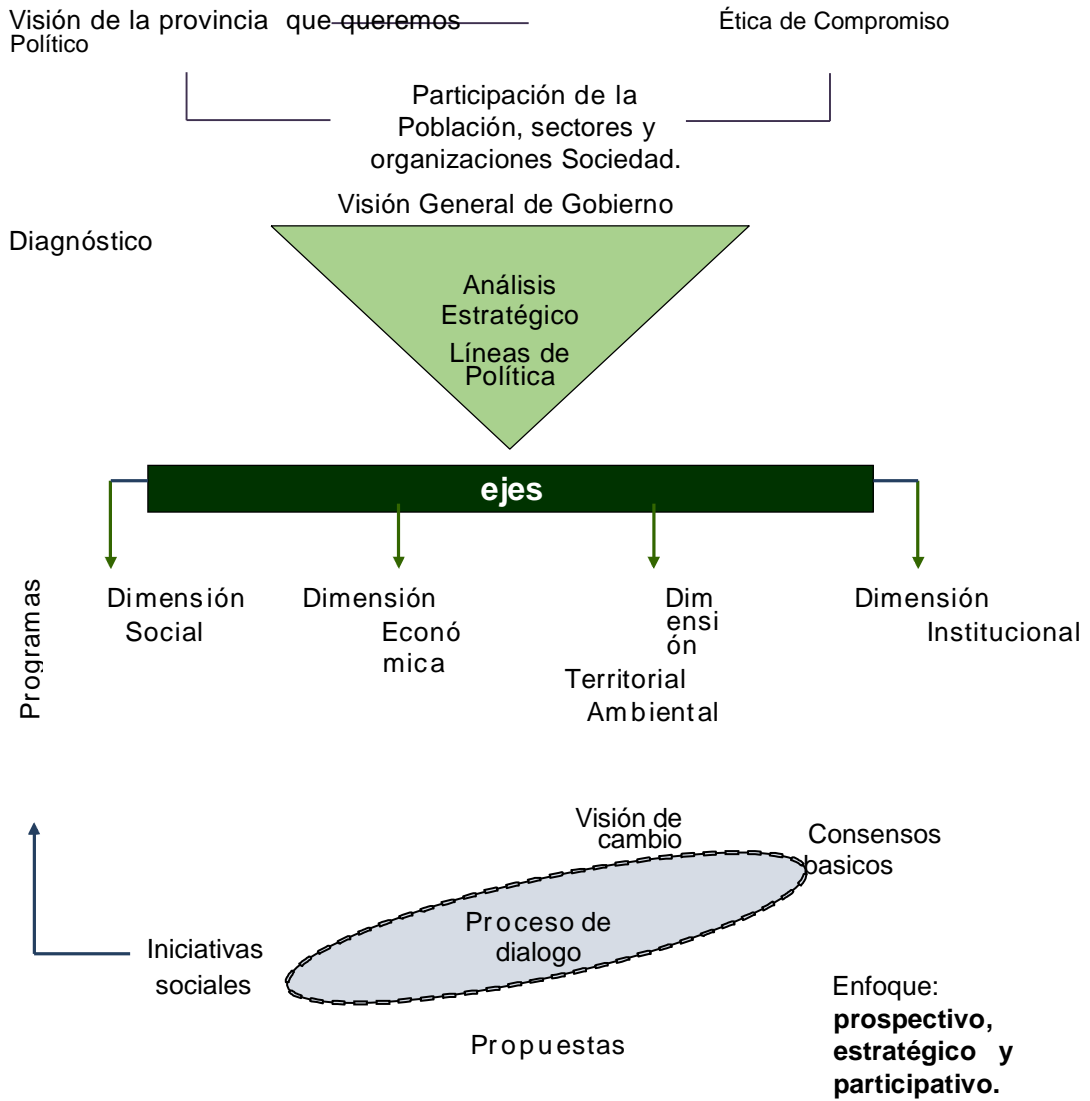 Visión de la provincia que queremos
Político
Ética de Compromiso
Participación de la
Población, sectores y
organizaciones Sociedad.
Visión General de Gobierno
Diagnóstico
Análisis
Estratégico
Líneas de
Política
ejes
Programas
Dimensión
Social
Dimensión
Econó
mica
Dim
ensi
ón
Territorial
Ambiental
Dimensión
Institucional
Visión de
cambio
Consensos
basicos
Proceso de
dialogo
Iniciativas
sociales
Propuestas
Enfoque:
prospectivo,
estratégico y
participativo.